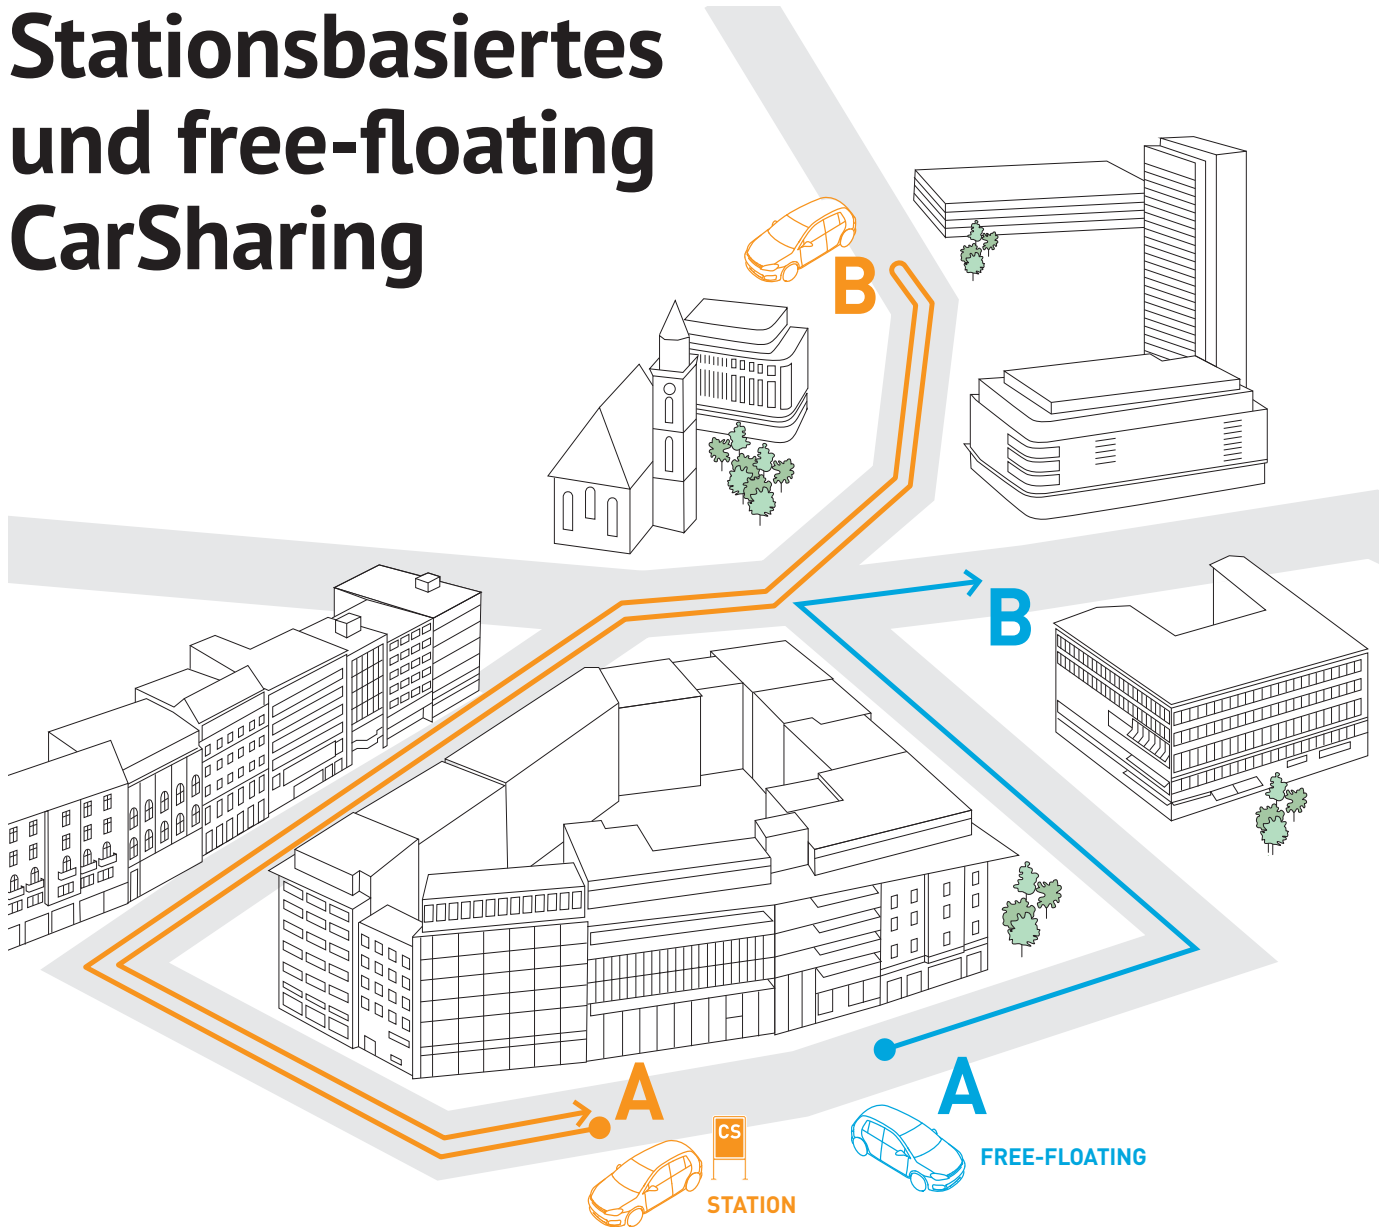 Stationsbasiertes
und free-floating
CarSharing
B
B
A
A
CS
FREE-FLOATING
STATION